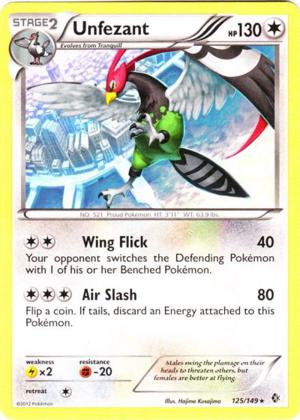 STAGE2
Unfezant
HP130
Evolves from Tranquill
NO. 521 Proud Pokémon HT: 3'11" WT: 63.9 lbs.
Wing Flick 40
Your opponent switches the Defending Pokémon
with 1 of his or her Benched Pokémon.
Air Slash 80
Flip a coin. If tails, discard an Energy attached to this
Pokémon.
weakness
×2
resistance
-20
retreat
Males swing the plumage on their
heads to threaten others, but
females are better at flying.
©2012 Pokémon
Illus. Hajime Kusajima
125/149 ★